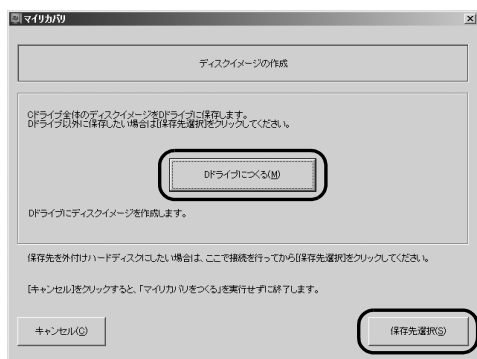 マイリカバリ
ディスクイメージの作成
Cドライブ全体のディスクイメージをDドライブに保存します。
Dドライブ以外に保存したい場合は[保存先選択]をクリックしてください。
Dドライブにつくる(M)
Dドライブにディスクイメージを作成します。
保存先を外付けハードディスクにしたい場合は、ここで接続を行ってから[保存先選択]をクリックしてください。
[キャンセル]をクリックすると、「マイリカバリをつくる」を実行せずに終了します。
キャンセル(C)
保存先選択(S)